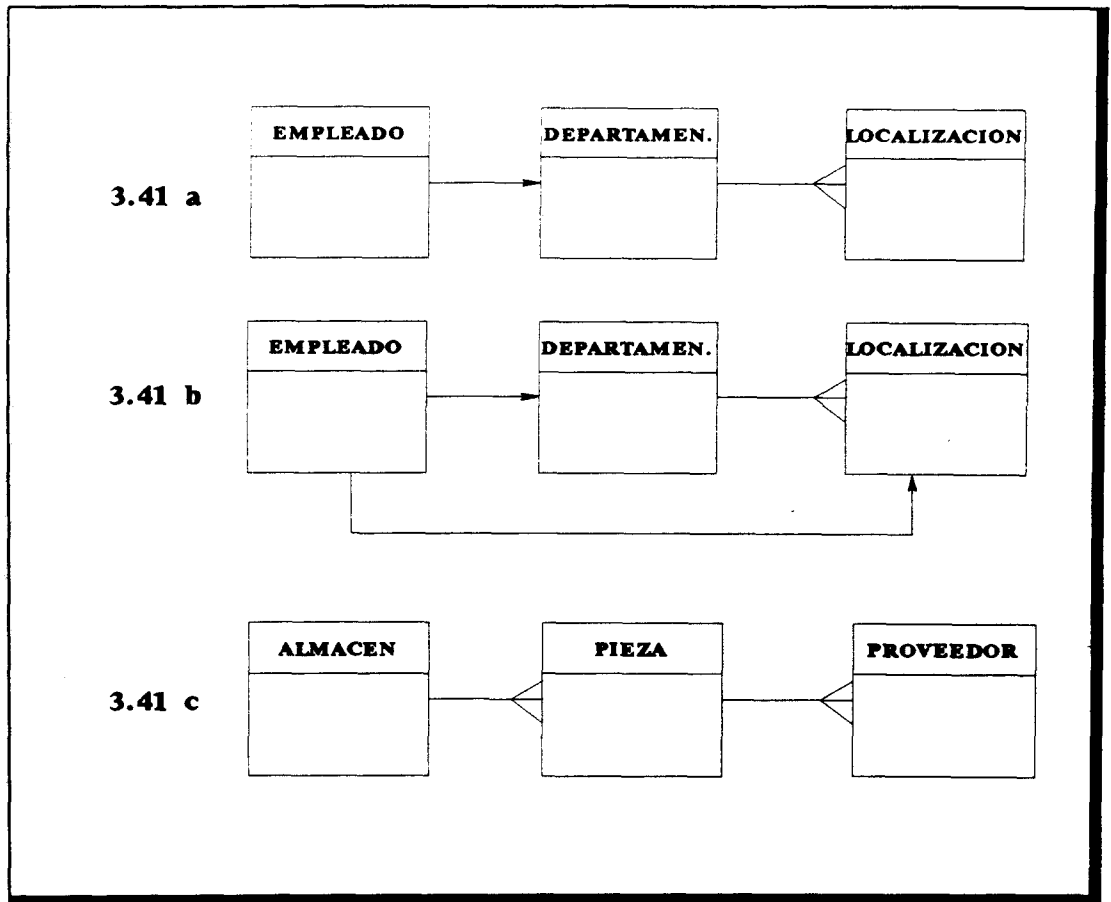 EMPLEADO DEPARTAMEN. LOCALIZACION
3.41 a
EMPLEADO DEPARTAMEN. LOCALIZACION
3.41 b
ALMACEN PIEZA PROVEEDOR
3.41 c